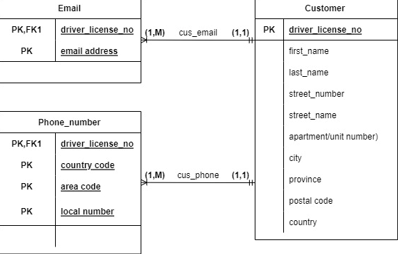 Email
PK,FK1 driver_license_no
PK email address
(1,M) cus_email (1,1)
Customer
PK driver_license_no
first_name
last_name
street_number
street_name
apartment/unit number)
city
province
postal code
country
Phone_number
PK,FK1 driver_license_no
PK country code
PK area code
PK local number
(1,M) cus_phone (1,1)